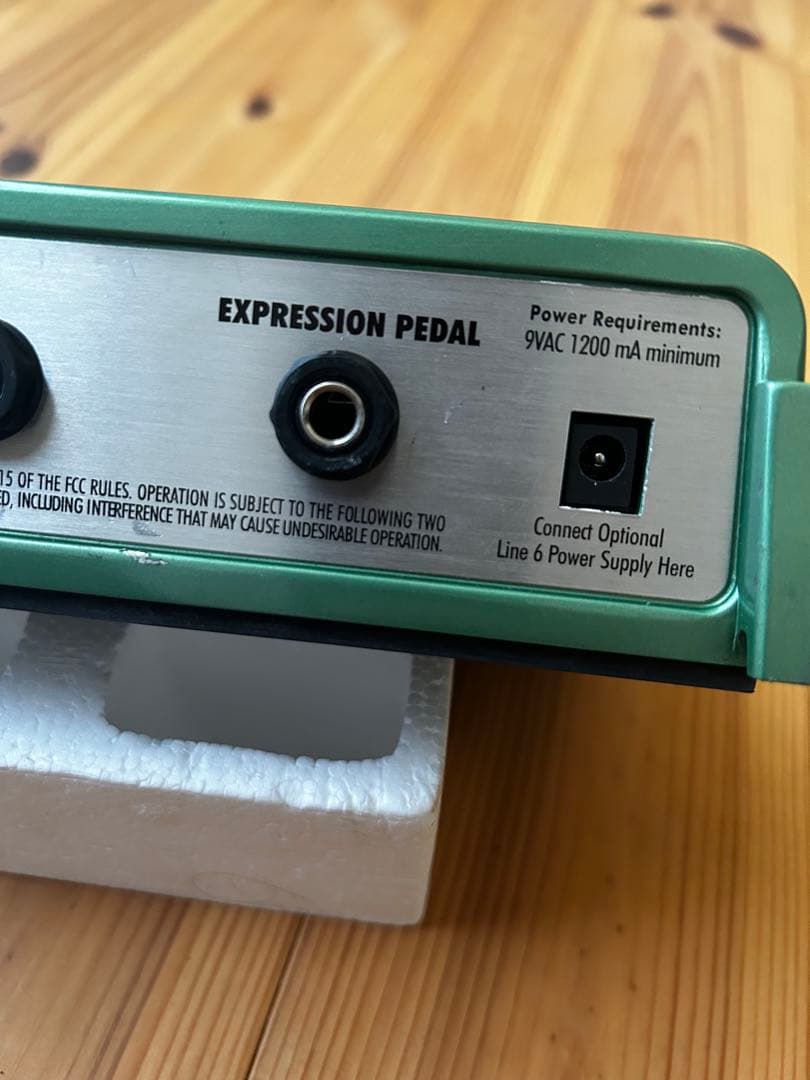 EXPRESSION PEDAL
Power Requirements:
9VAC 1200 mA minimum
15 OF THE FCC RULES. OPERATION IS SUBJECT TO THE FOLLOWING TWO
INCLUDING INTERFERENCE THAT MAY CAUSE UNDESIRABLE OPERATION.
Connect Optional
Line 6 Power Supply Here